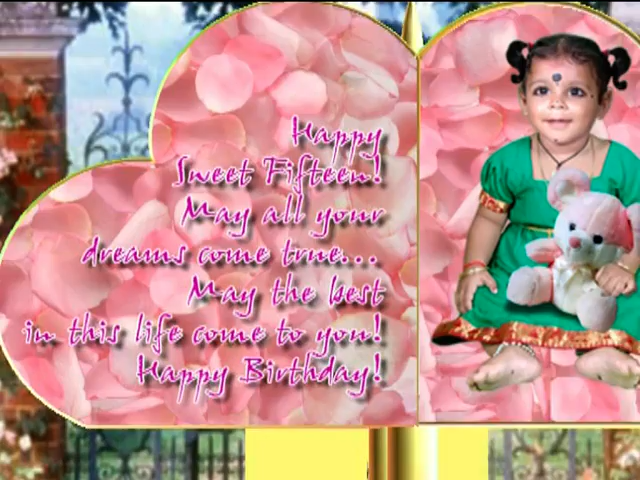 Happy
Sweet Fifteen!
May all your
dreams come true...
May the best
in this life come to you!
Happy Birthday!